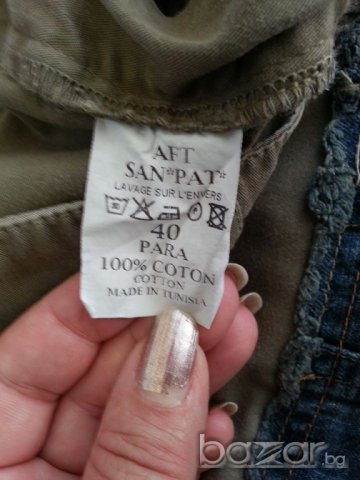 AFT
SAN*PAT*
LAVAGE SUR L'ENVERS
40
PARA
100% COTON
COTTON
MADE IN TUNISIA
bazar.bg